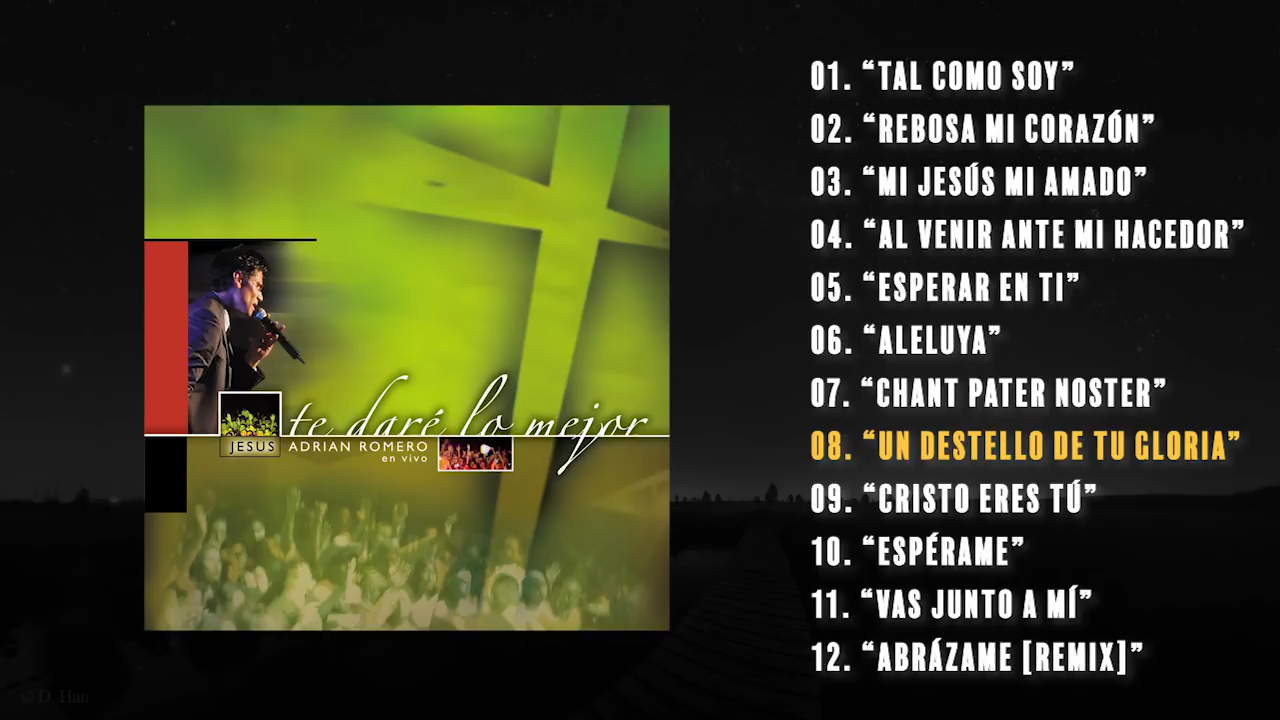 te daré lo mejor
JESUS ADRIAN ROMERO
en vivo
01. “TAL COMO SOY”
02. “REBOSA MI CORAZÓN”
03. “MI JESÚS MI AMADO”
04. “AL VENIR ANTE MI HACEDOR”
05. “ESPERAR EN TI”
06. “ALELUYA”
07. “CHANT PATER NOSTER”
08. “UN DESTELLO DE TU GLORIA”
09. “CRISTO ERES TÚ”
10. “ESPÉRAME”
11. “VAS JUNTO A MÍ”
12. “ABRÁZAME [REMIX]”
© D. Han